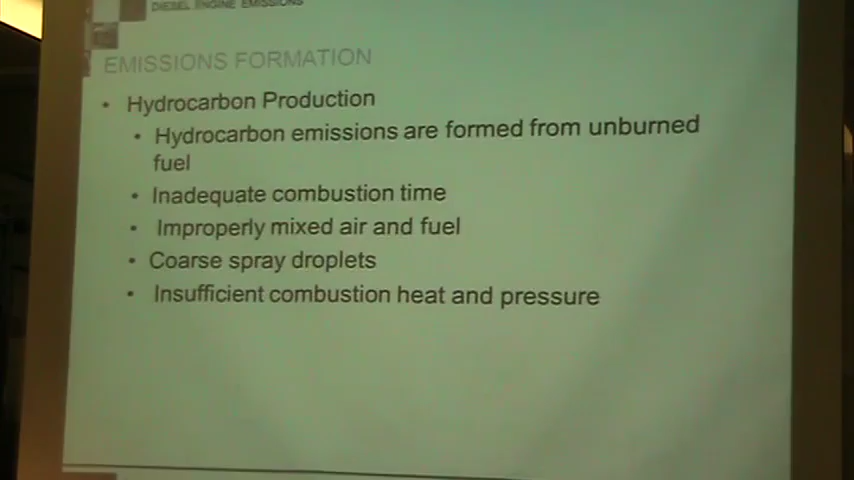 DIESEL ENGINE EMISSIONS
EMISSIONS FORMATION
• Hydrocarbon Production
• Hydrocarbon emissions are formed from unburned
fuel
• Inadequate combustion time
• Improperly mixed air and fuel
• Coarse spray droplets
• Insufficient combustion heat and pressure